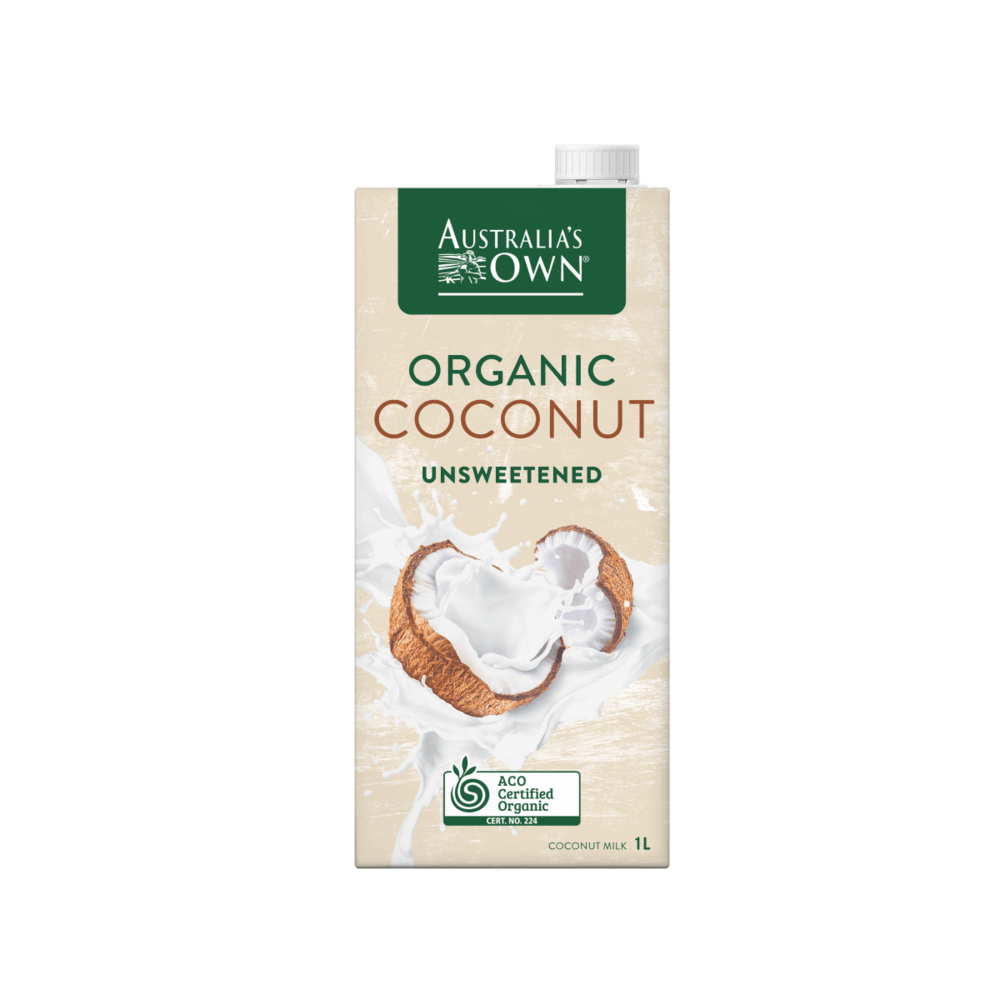 AUSTRALIA'S
OWN®
ORGANIC
COCONUT
UNSWEETENED
ACO
Certified
Organic
CERT. NO. 224
COCONUT MILK 1L